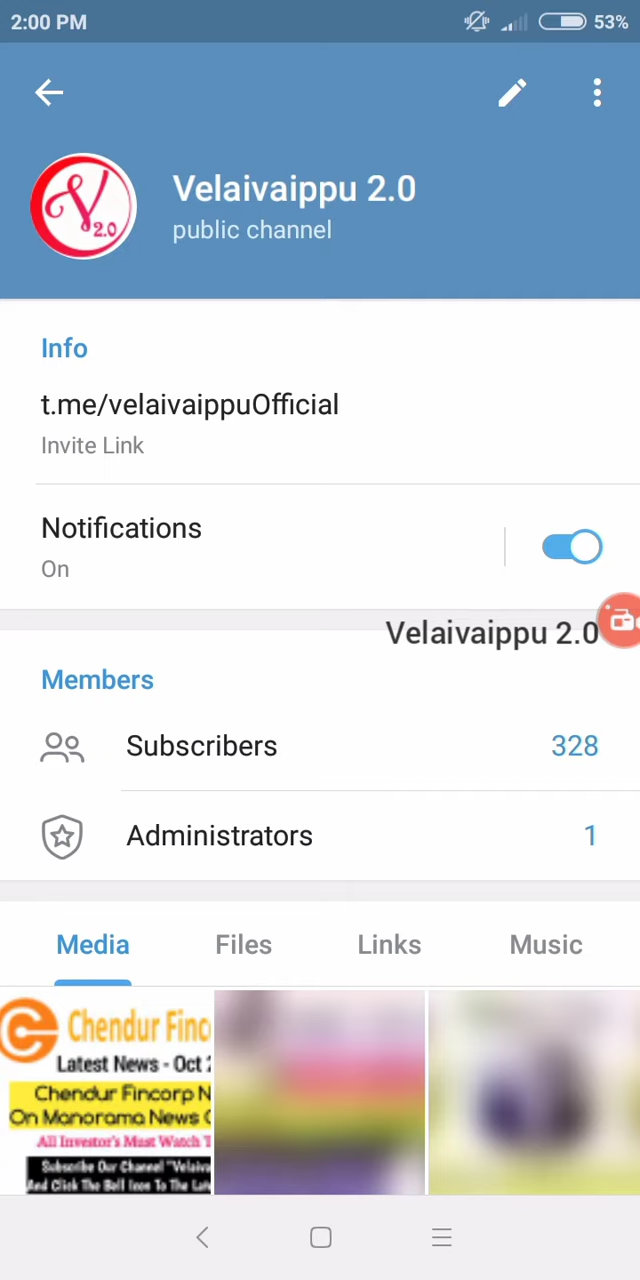 2:00 PM
53%
Velaivaippu 2.0
public channel
V 2.0
Info
t.me/velaivaippuOfficial
Invite Link
Notifications
On
Velaivaippu 2.0
Members
Subscribers 328
Administrators 1
Media Files Links Music
Chendur Finc
Latest News - Oct
Chendur Fincorp N
On Manorama News
All Investor's Must Watch
Subscribe Our Channel "Velaiva
And Click The Bell Icon To The Lat